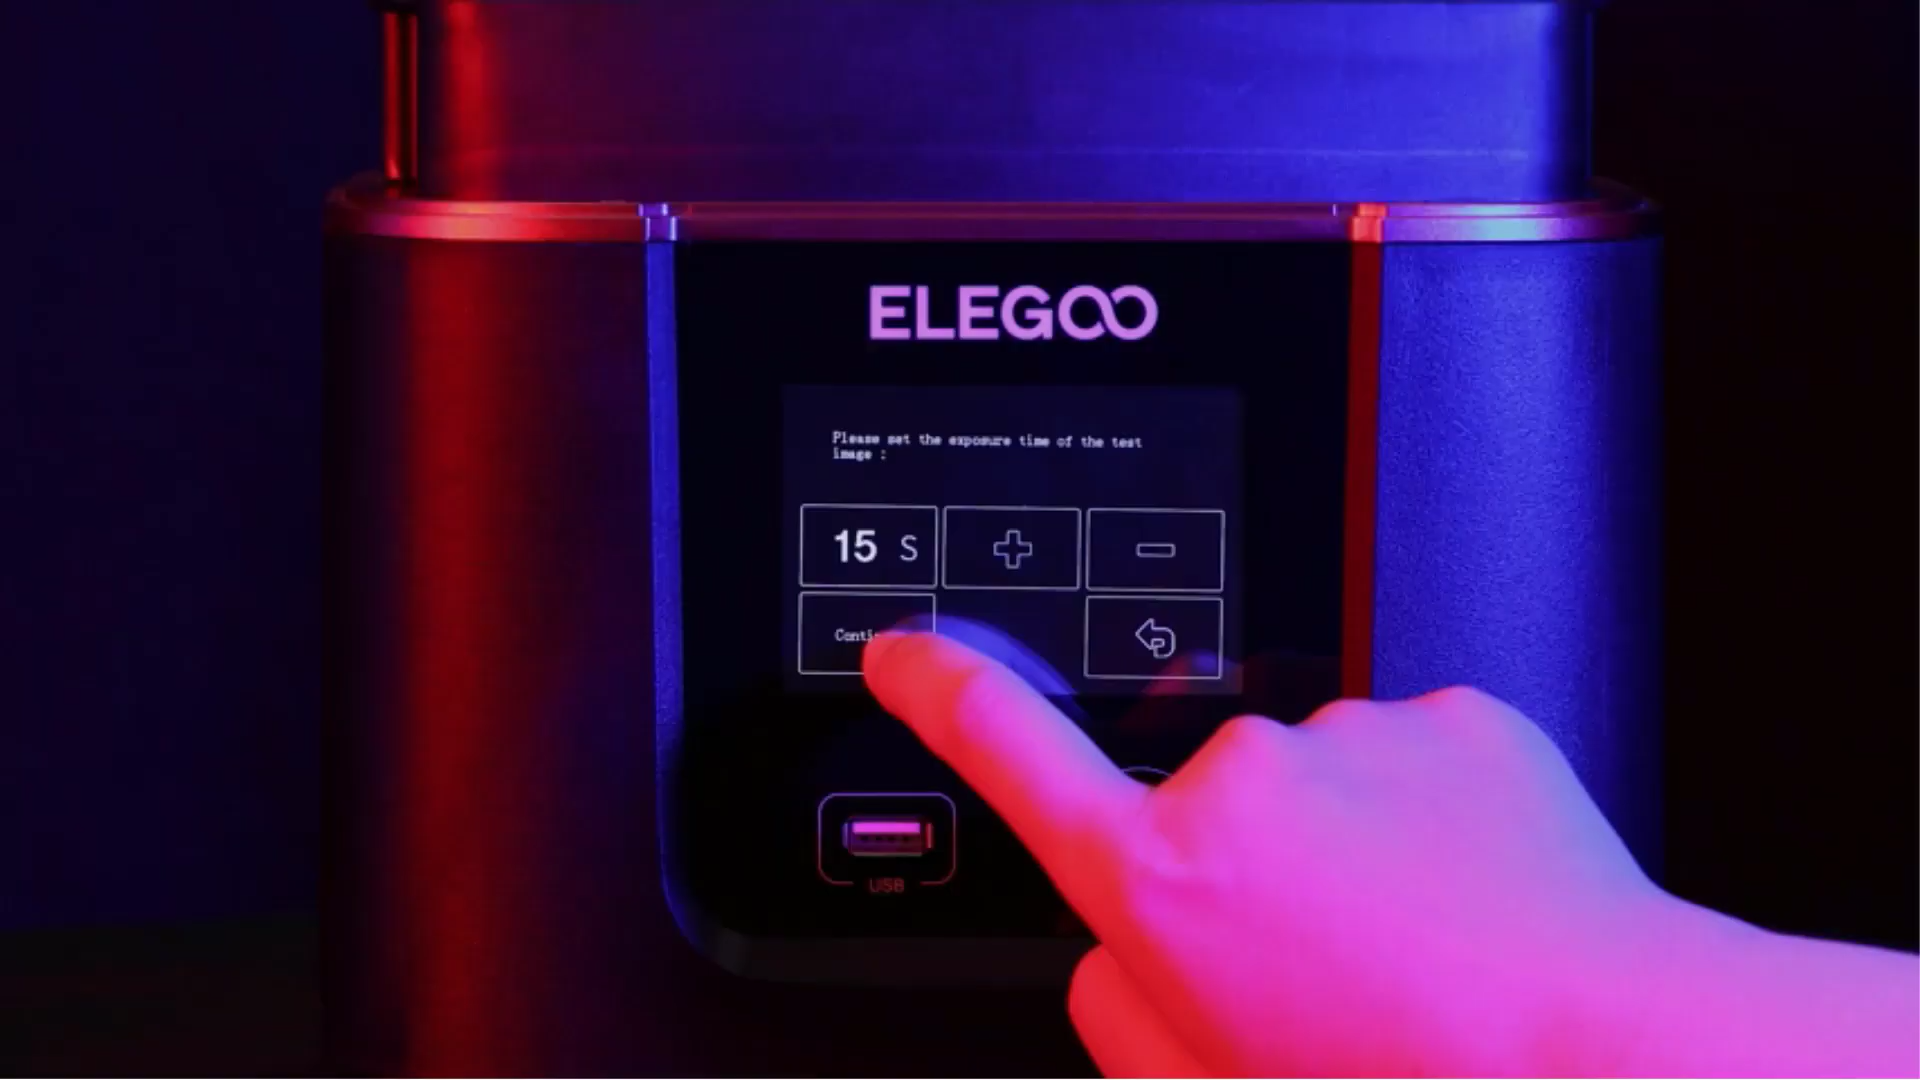 ELEGOO
Please set the exposure time of the test
image :
15 S
USB